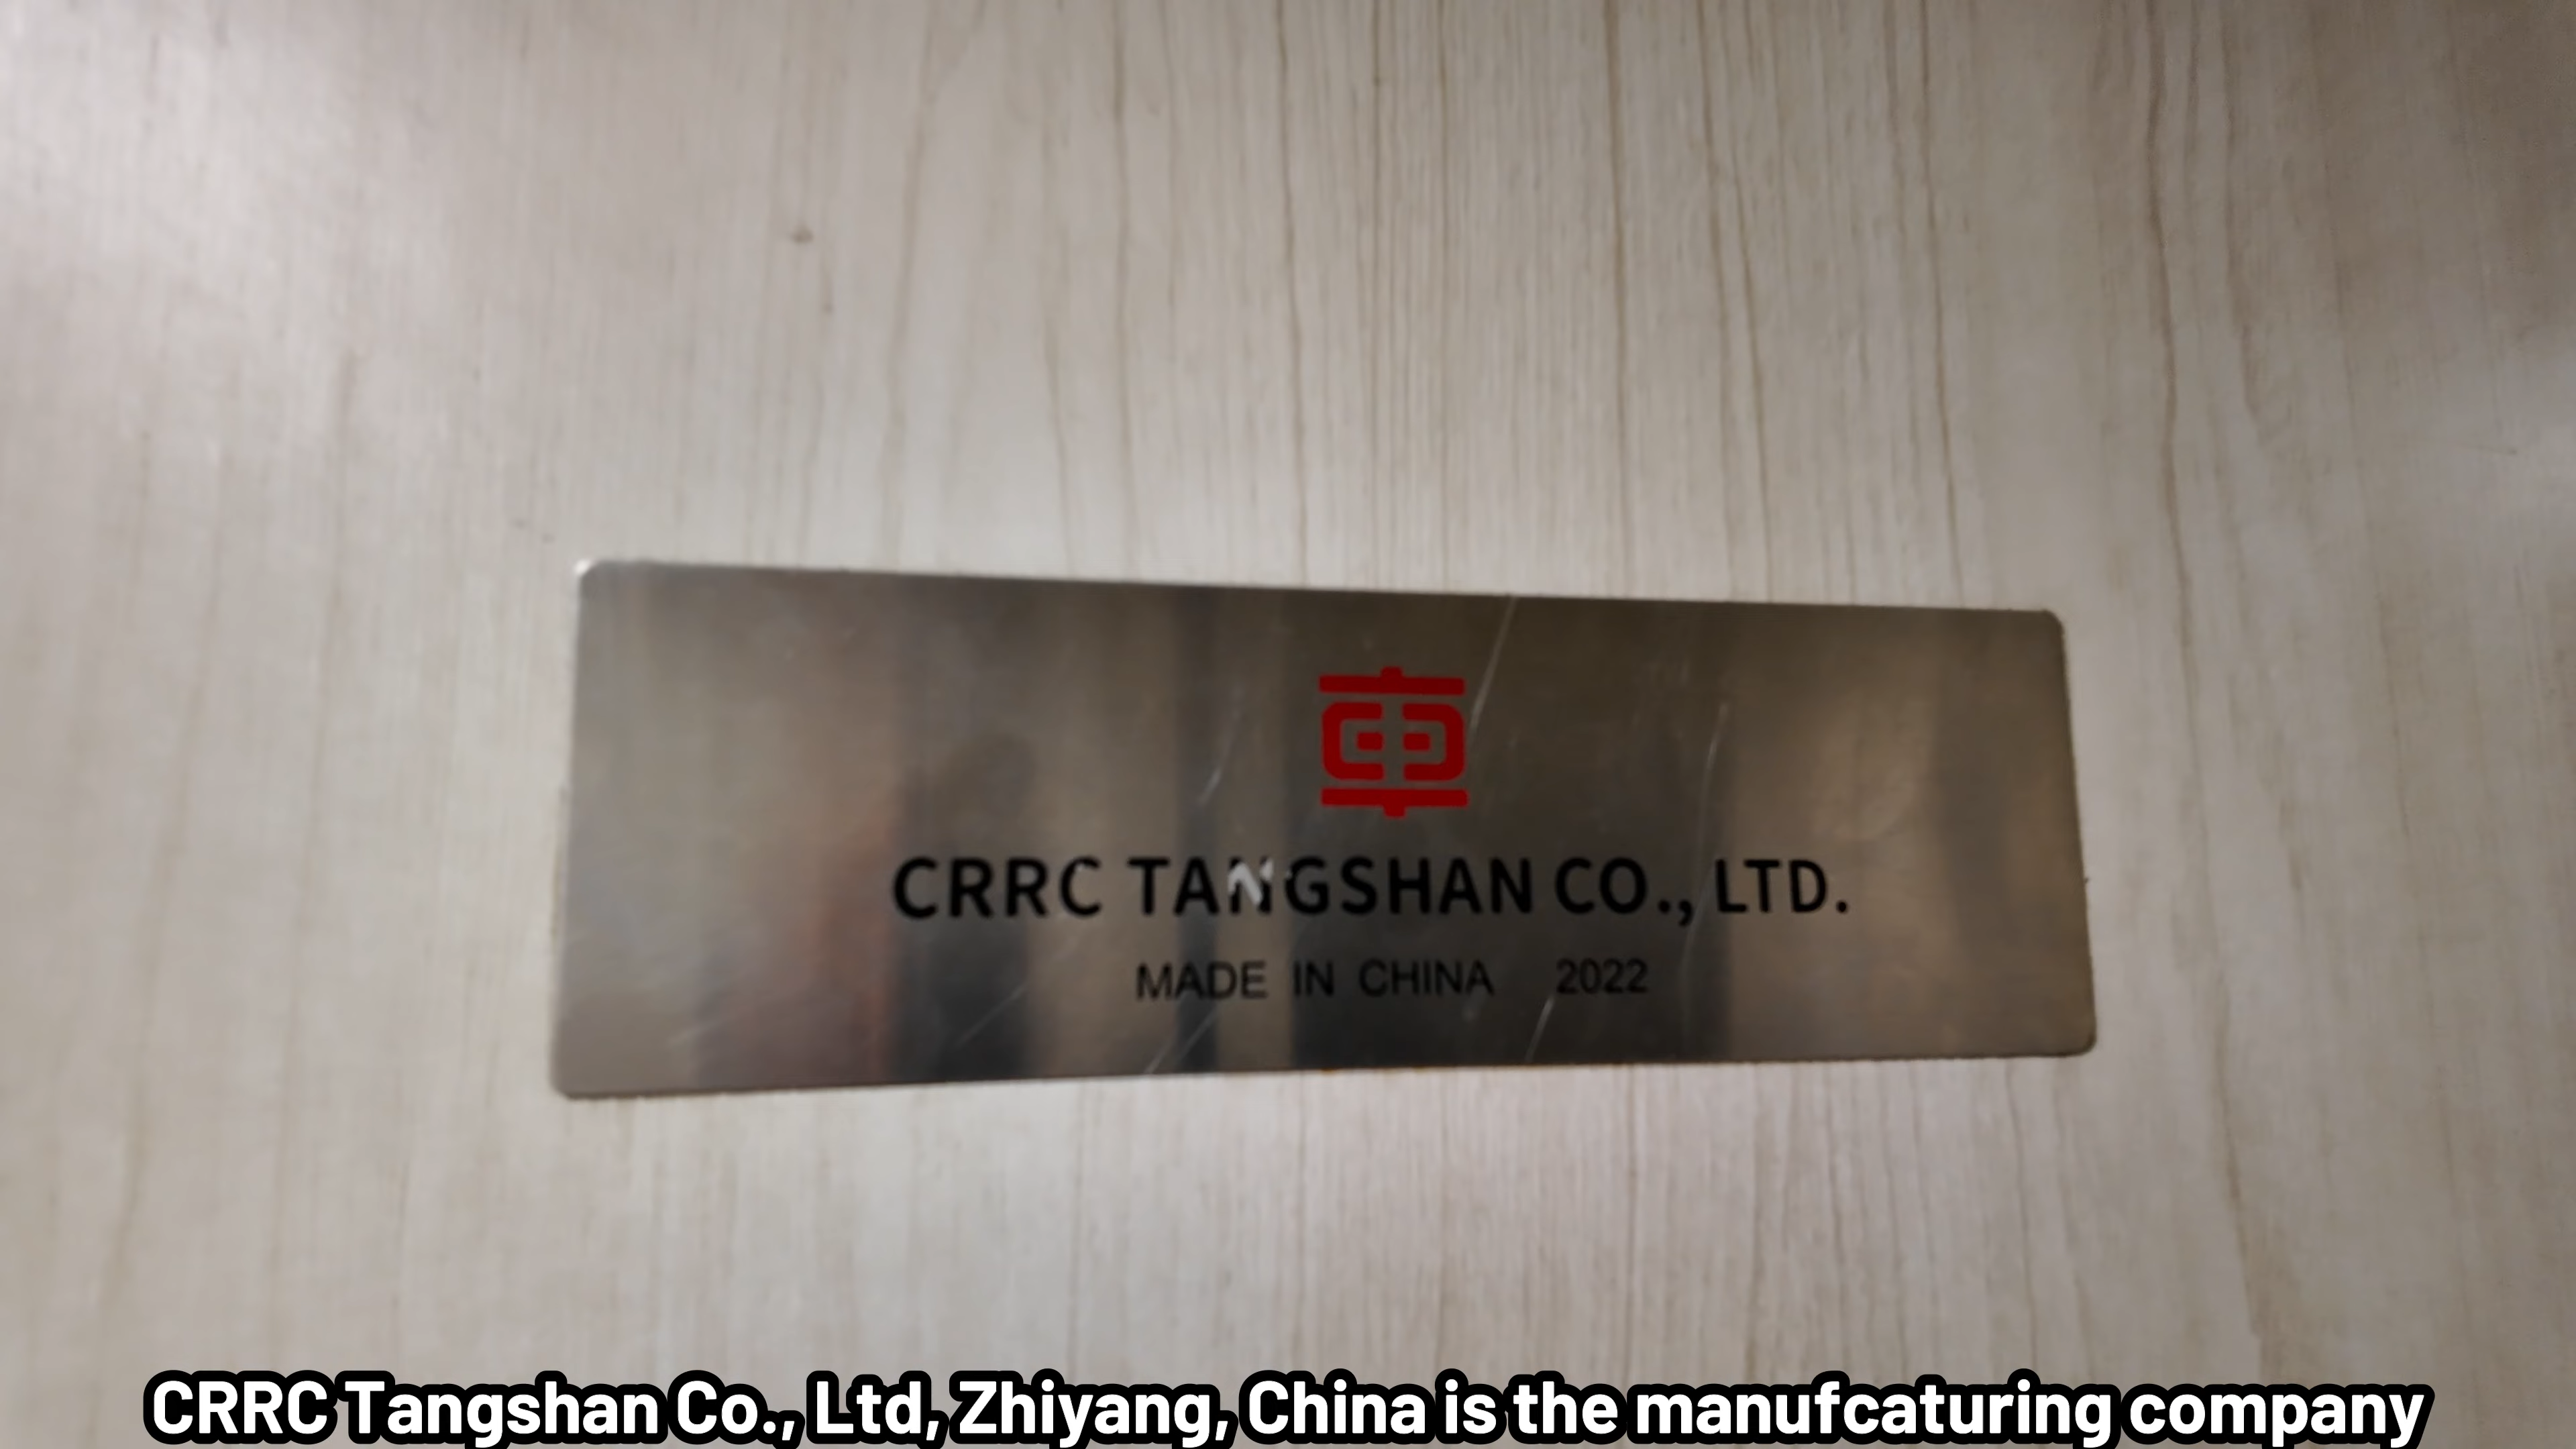 CRRC TANGSHAN CO., LTD.
MADE IN CHINA 2022
CRRC Tangshan Co., Ltd, Zhiyang, China is the manufcaturing company